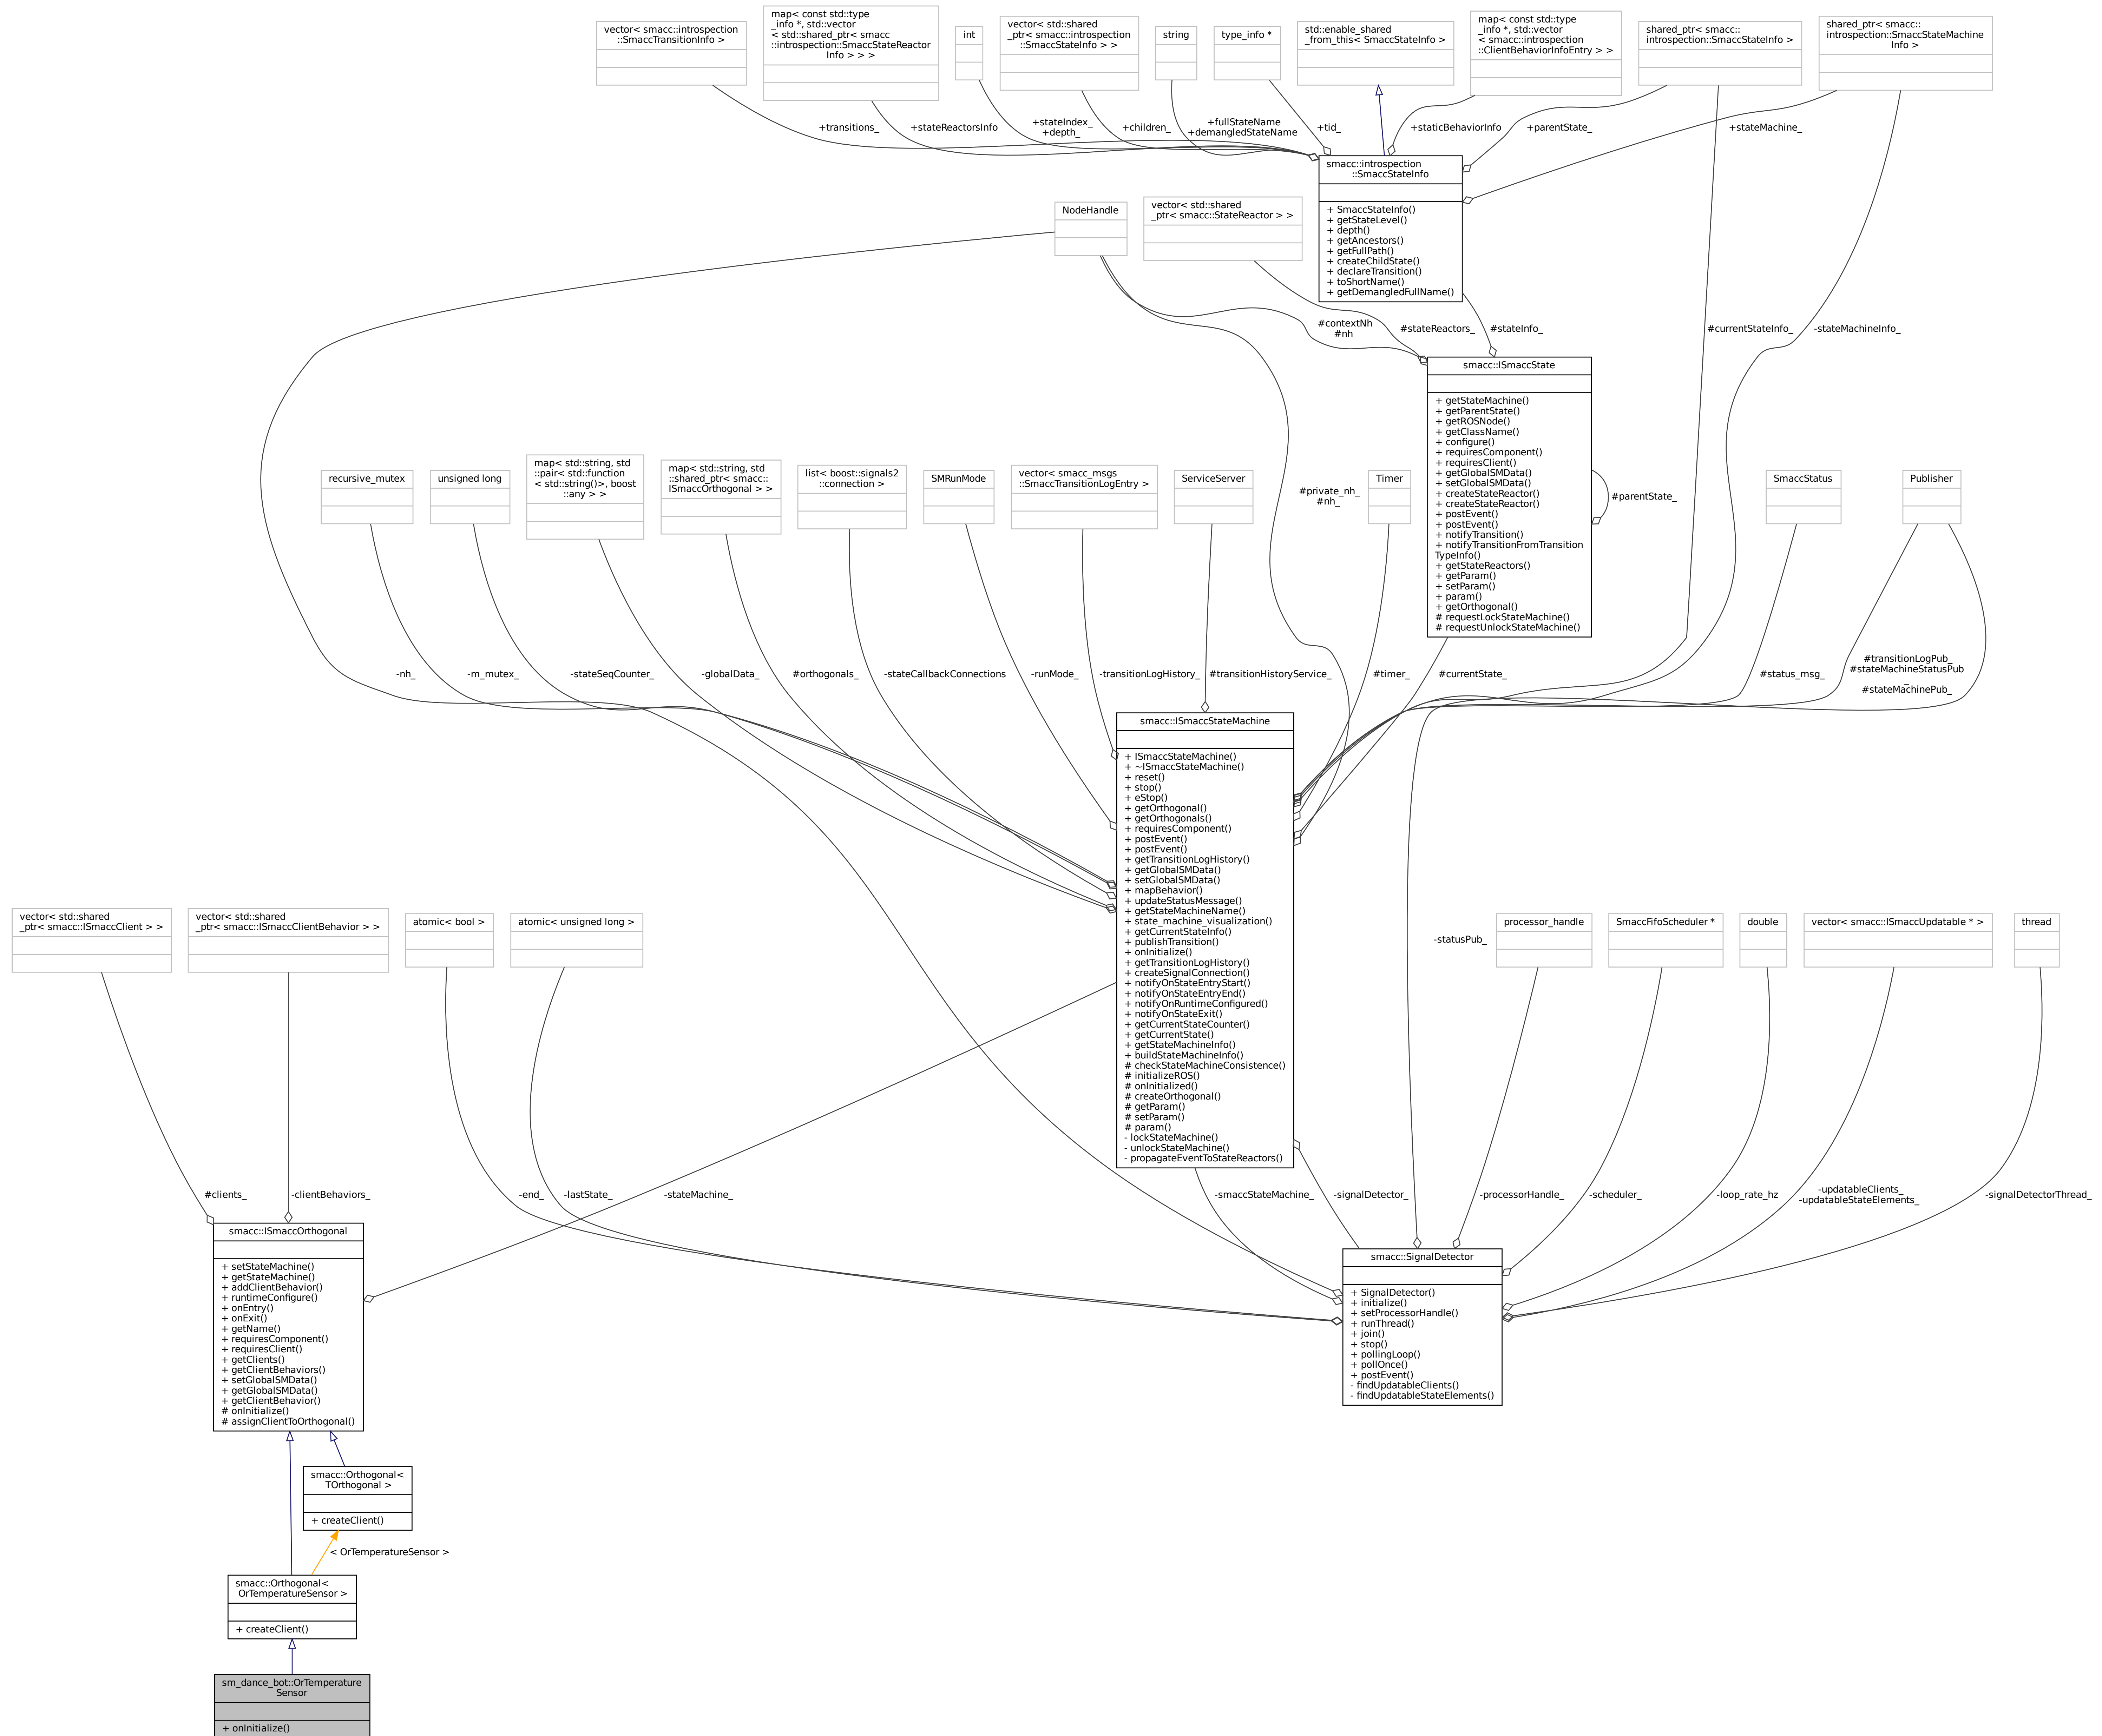 vector< smacc::introspection
::SmaccTransitionInfo >
map< const std::type
_info *, std::vector
< std::shared_ptr< smacc
::introspection::SmaccStateReactor
Info > > >
int
vector< std::shared
_ptr< smacc::introspection
::SmaccStateInfo > >
string
type_info *
std::enable_shared
_from_this< SmaccStateInfo >
map< const std::type
_info *, std::vector
< smacc::introspection
::ClientBehaviorInfoEntry > >
shared_ptr< smacc::
introspection::SmaccStateInfo >
shared_ptr< smacc::
introspection::SmaccStateMachine
Info >
+transitions_
+stateReactorsInfo
+stateIndex_
+depth_
+children_
+fullStateName
+demangledStateName
+tid_
+staticBehaviorInfo
+parentState_
+stateMachine_
smacc::introspection
::SmaccStateInfo
+ SmaccStateInfo()
+ getStateLevel()
+ depth()
+ getAncestors()
+ getFullPath()
+ createChildState()
+ declareTransition()
+ toShortName()
+ getDemangledFullName()
NodeHandle
vector< std::shared
_ptr< smacc::StateReactor > >
#contextNh
#nh
#stateReactors_
#stateInfo_
#currentStateInfo_
-stateMachineInfo_
smacc::ISmaccState
+ getStateMachine()
+ getParentState()
+ getROSNode()
+ getClassName()
+ configure()
+ requiresComponent()
+ requiresClient()
+ getGlobalSMData()
+ setGlobalSMData()
+ createStateReactor()
+ createStateReactor()
+ postEvent()
+ postEvent()
+ notifyTransition()
+ notifyTransitionFromTransition
TypeInfo()
+ getStateReactors()
+ getParam()
+ setParam()
+ param()
+ getOrthogonal()
# requestLockStateMachine()
# requestUnlockStateMachine()
#parentState_
recursive_mutex
unsigned long
map< std::string, std
::pair< std::function
< std::string()>, boost
::any > >
map< std::string, std
::shared_ptr< smacc::
ISmaccOrthogonal > >
list< boost::signals2
::connection >
SMRunMode
vector< smacc_msgs
::SmaccTransitionLogEntry >
ServiceServer
#private_nh_
#nh_
Timer
SmaccStatus
Publisher
-nh_
-m_mutex_
-stateSeqCounter_
-globalData_
#orthogonals_
-stateCallbackConnections
-runMode_
-transitionLogHistory_
#transitionHistoryService_
#timer_
#currentState_
#status_msg_
#transitionLogPub_
#stateMachineStatusPub
_
#stateMachinePub_
smacc::ISmaccStateMachine
+ ISmaccStateMachine()
+ ~ISmaccStateMachine()
+ reset()
+ stop()
+ eStop()
+ getOrthogonal()
+ getOrthogonals()
+ requiresComponent()
+ postEvent()
+ postEvent()
+ getTransitionLogHistory()
+ getGlobalSMData()
+ setGlobalSMData()
+ mapBehavior()
+ updateStatusMessage()
+ getStateMachineName()
+ state_machine_visualization()
+ getCurrentStateInfo()
+ publishTransition()
+ onInitialize()
+ getTransitionLogHistory()
+ createSignalConnection()
+ notifyOnStateEntryStart()
+ notifyOnStateEntryEnd()
+ notifyOnRuntimeConfigured()
+ notifyOnStateExit()
+ getCurrentStateCounter()
+ getCurrentState()
+ getStateMachineInfo()
+ buildStateMachineInfo()
# checkStateMachineConsistence()
# initializeROS()
# onInitialized()
# createOrthogonal()
# getParam()
# setParam()
# param()
- lockStateMachine()
- unlockStateMachine()
- propagateEventToStateReactors()
vector< std::shared
_ptr< smacc::ISmaccClient > >
vector< std::shared
_ptr< smacc::ISmaccClientBehavior > >
atomic< bool >
atomic< unsigned long >
-statusPub_
processor_handle
SmaccFifoScheduler *
double
vector< smacc::ISmaccUpdatable * >
thread
#clients_
-clientBehaviors_
-end_
-lastState_
-stateMachine_
-smaccStateMachine_
-signalDetector_
-processorHandle_
-scheduler_
-loop_rate_hz
-updatableClients_
-updatableStateElements_
-signalDetectorThread_
smacc::ISmaccOrthogonal
+ setStateMachine()
+ getStateMachine()
+ addClientBehavior()
+ runtimeConfigure()
+ onEntry()
+ onExit()
+ getName()
+ requiresComponent()
+ requiresClient()
+ getClients()
+ getClientBehaviors()
+ setGlobalSMData()
+ getGlobalSMData()
+ getClientBehavior()
# onInitialize()
# assignClientToOrthogonal()
smacc::SignalDetector
+ SignalDetector()
+ initialize()
+ setProcessorHandle()
+ runThread()
+ join()
+ stop()
+ pollingLoop()
+ pollOnce()
+ postEvent()
- findUpdatableClients()
- findUpdatableStateElements()
smacc::Orthogonal<
TOrthogonal >
+ createClient()
< OrTemperatureSensor >
smacc::Orthogonal<
OrTemperatureSensor >
+ createClient()
sm_dance_bot::OrTemperature
Sensor
+ onInitialize()